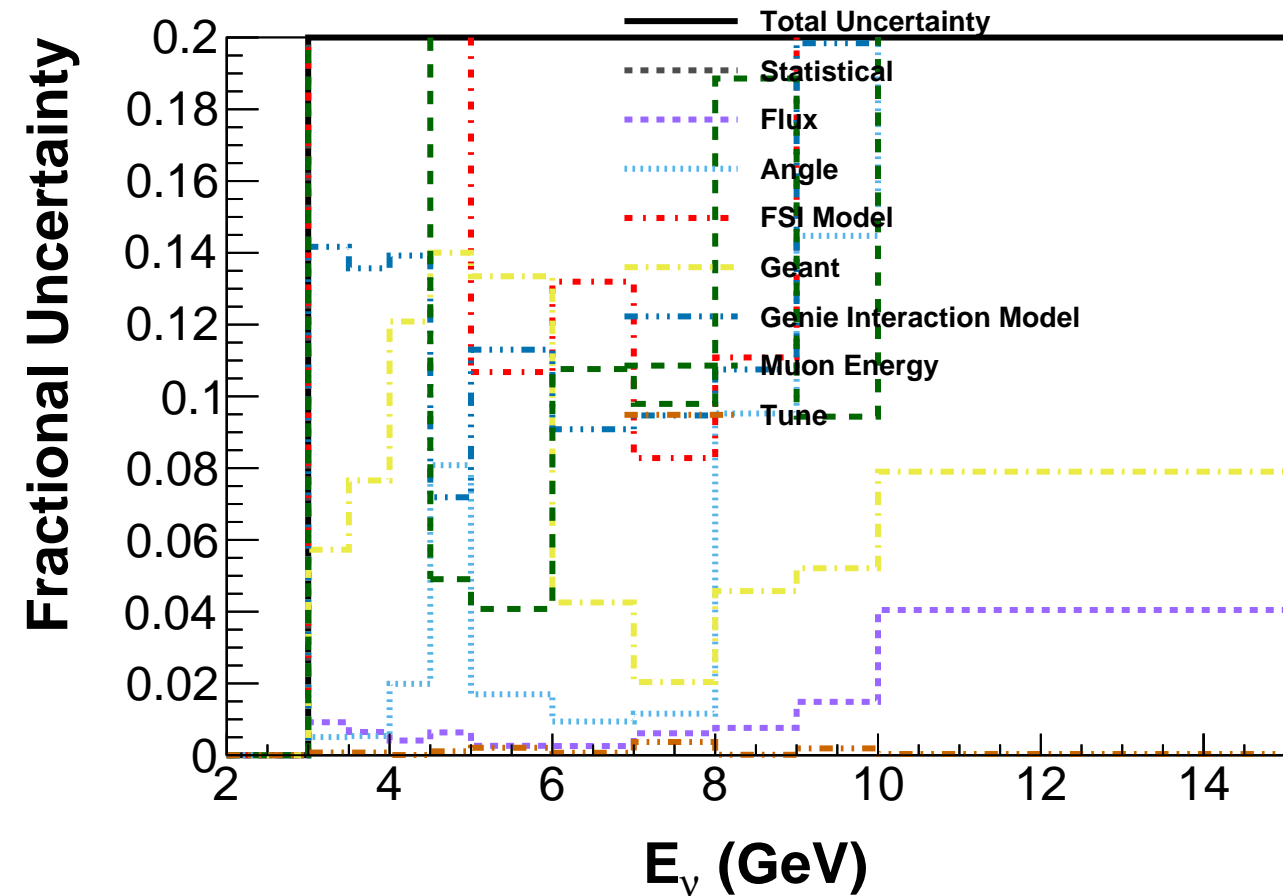 Total Uncertainty
Statistical
Flux
Angle
FSI Model
Geant
Genie Interaction Model
Muon Energy
Tune
Fractional Uncertainty
0.2
0.18
0.16
0.14
0.12
0.1
0.08
0.06
0.04
0.02
0
2 4 6 8 10 12 14
E_ν (GeV)